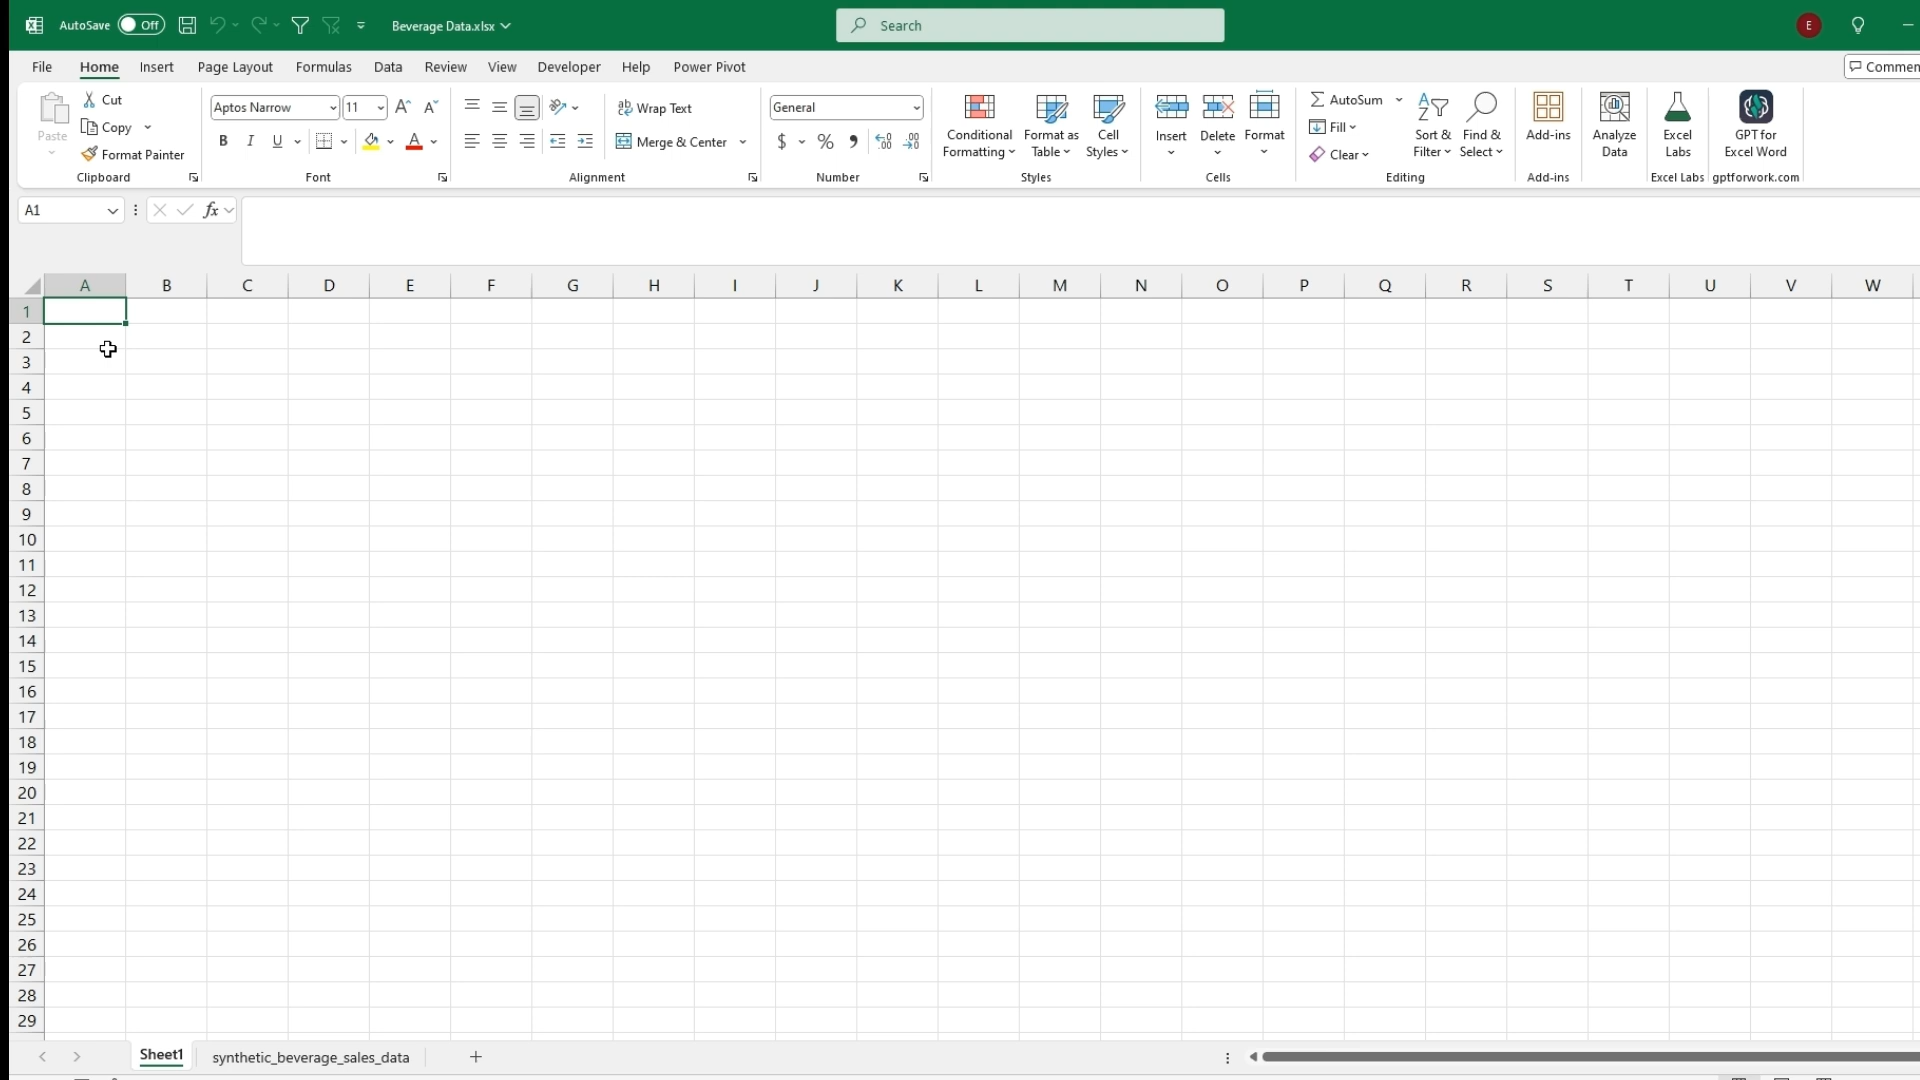 AutoSave Off Beverage Data.xlsx Search E
File Home Insert Page Layout Formulas Data Review View Developer Help Power Pivot
Paste
Cut
Copy
Format Painter
Clipboard
Aptos Narrow 11 A A
B I U A
Font
ab Wrap Text
Merge & Center
Alignment
General
$ % 9 .00
Number
Conditional Formatting
Format as Table
Cell Styles
Styles
Insert Delete Format
Cells
AutoSum
Fill
Clear
Sort & Filter
Find & Select
Editing
Add-ins
Add-ins
Analyze Data
Excel Labs
Excel Labs
GPT for Excel Word
gptforwork.com
A1 fx
A B C D E F G H I J K L M N O P Q R S T U V W
1
2
3
4
5
6
7
8
9
10
11
12
13
14
15
16
17
18
19
20
21
22
23
24
25
26
27
28
29
Sheet1 synthetic_beverage_sales_data +